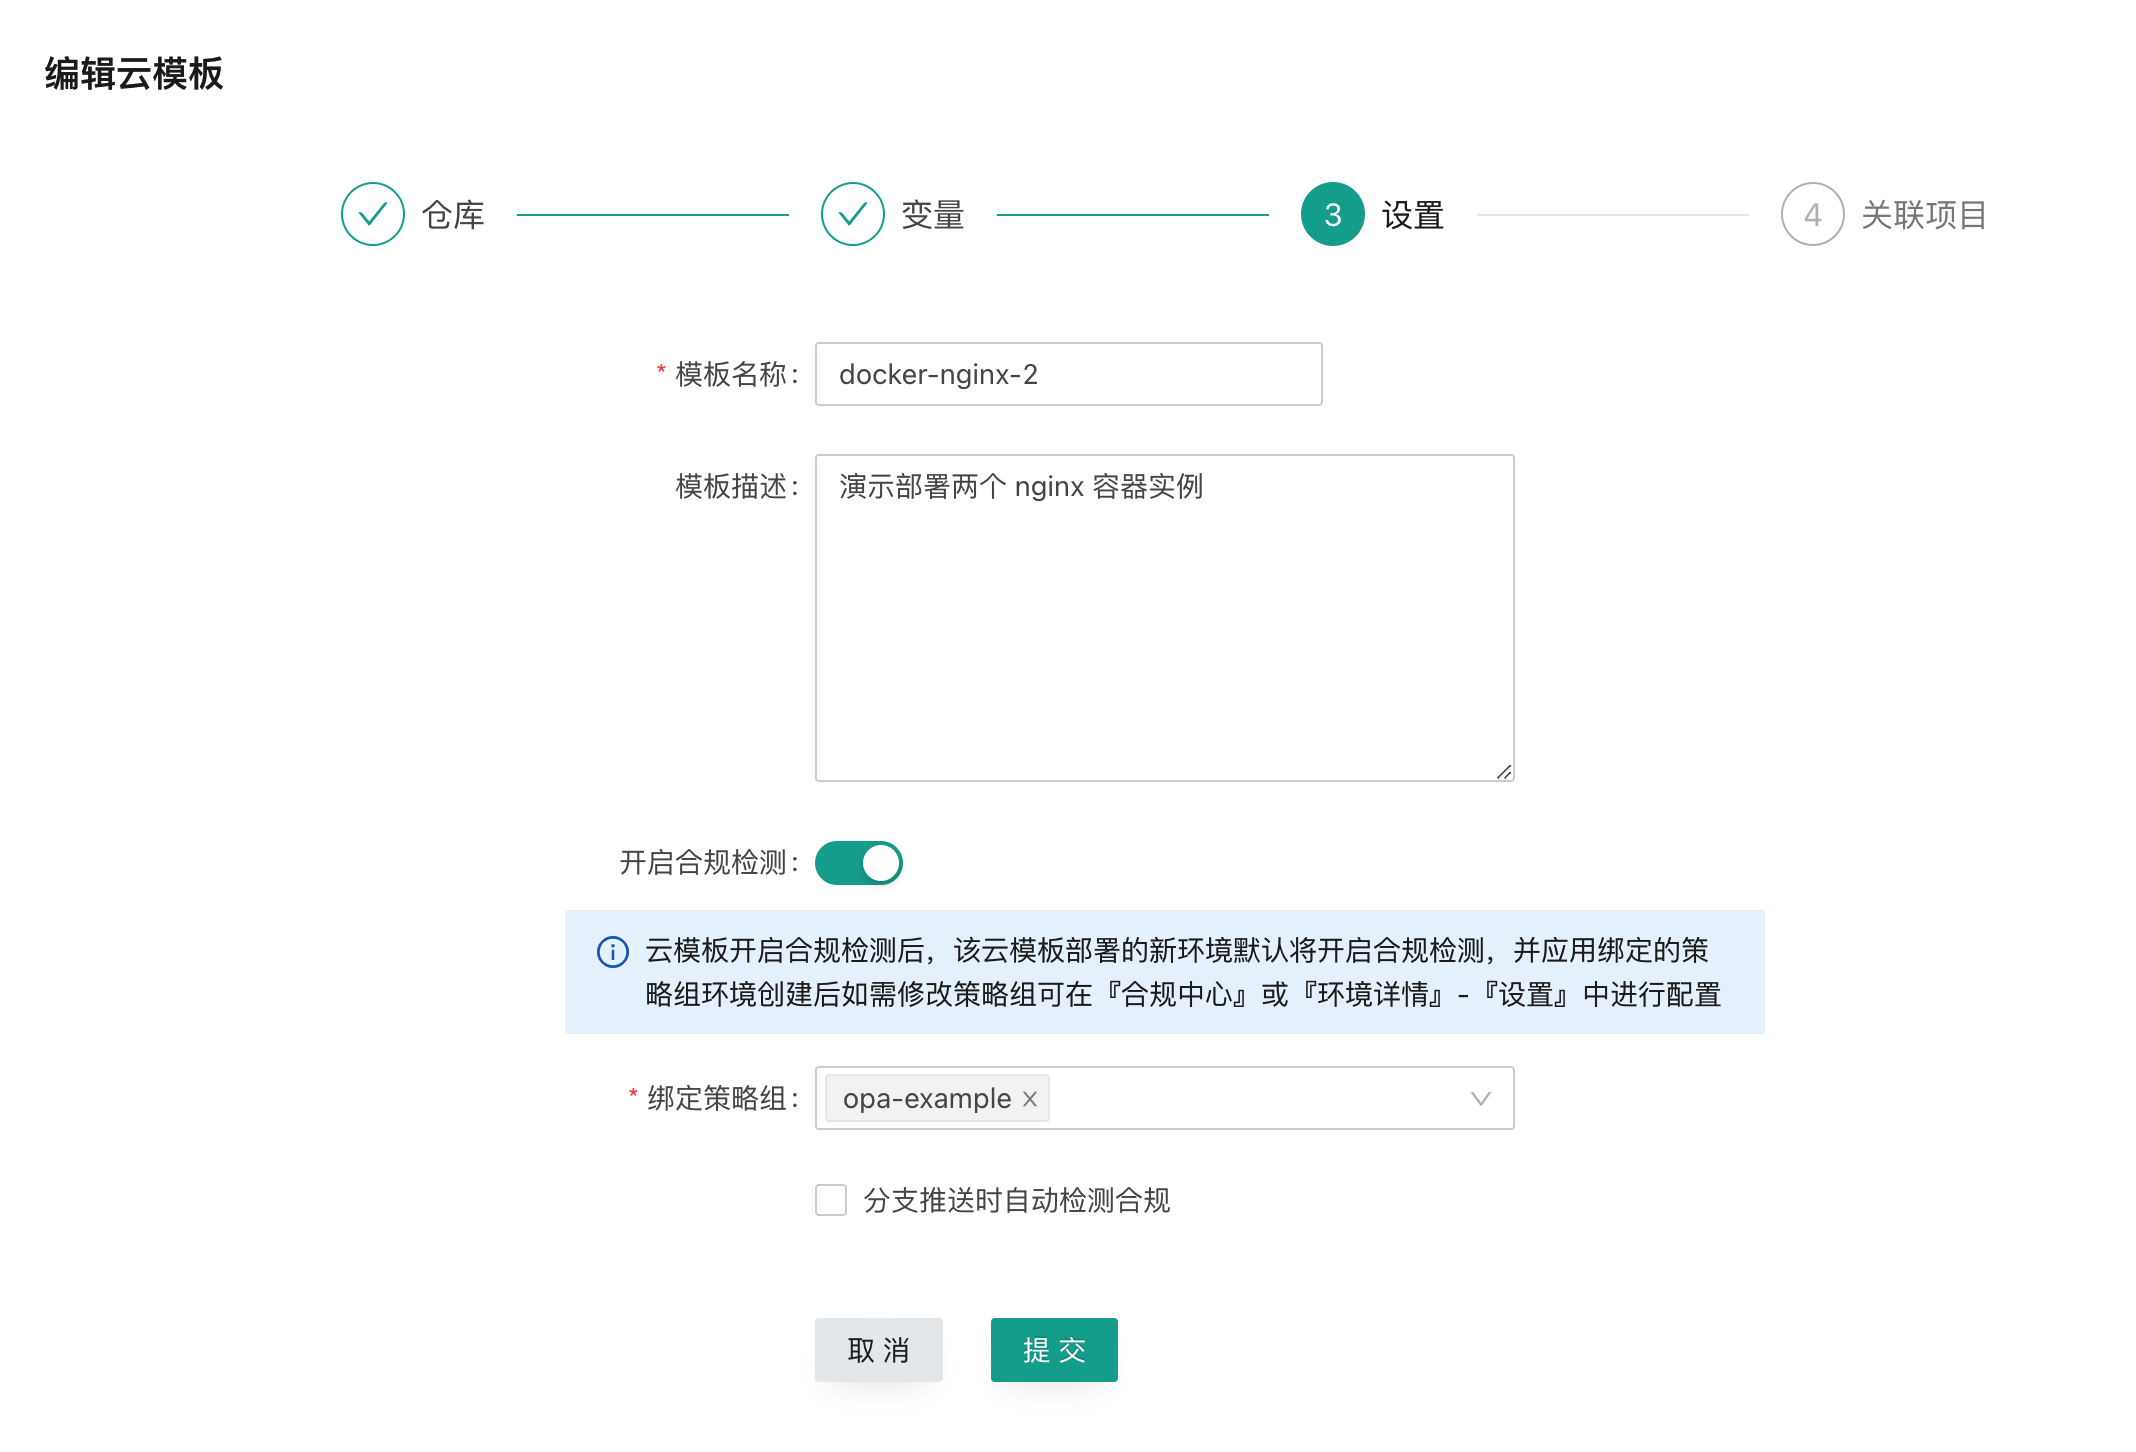 编辑云模板
仓库
变量
3 设置
4 关联项目
* 模板名称: docker-nginx-2
模板描述: 演示部署两个 nginx 容器实例
开启合规检测:
云模板开启合规检测后，该云模板部署的新环境默认将开启合规检测，并应用绑定的策
略组环境创建后如需修改策略组可在『合规中心』或『环境详情』-『设置』中进行配置
* 绑定策略组: opa-example
分支推送时自动检测合规
取 消
提 交